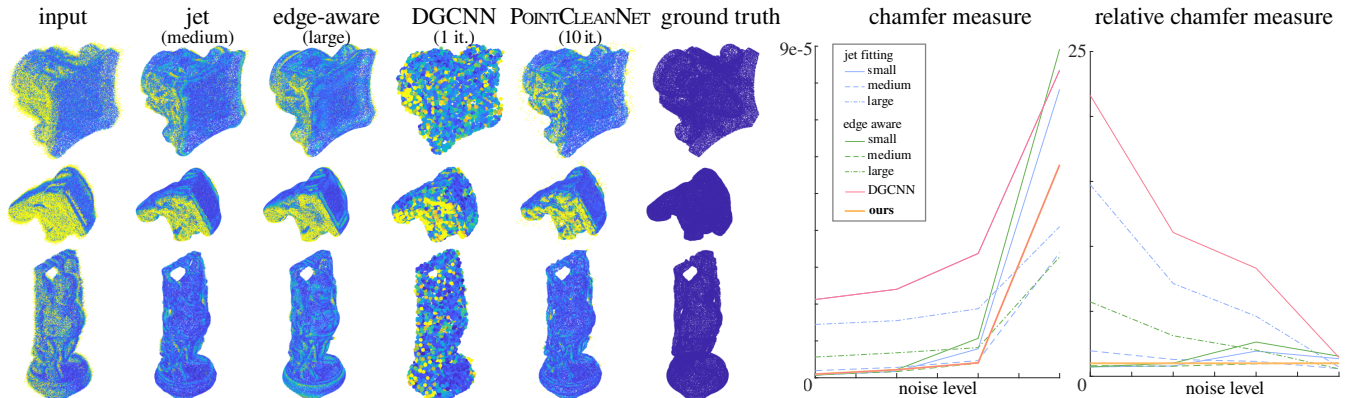 input
jet
(medium)
edge-aware
(large)
DGCNN
(1 it.)
POINTCLEANNET
(10 it.)
ground truth
chamfer measure
9e-5
jet fitting
small
medium
large
edge aware
small
medium
large
DGCNN
ours
0
noise level
relative chamfer measure
25
0
noise level